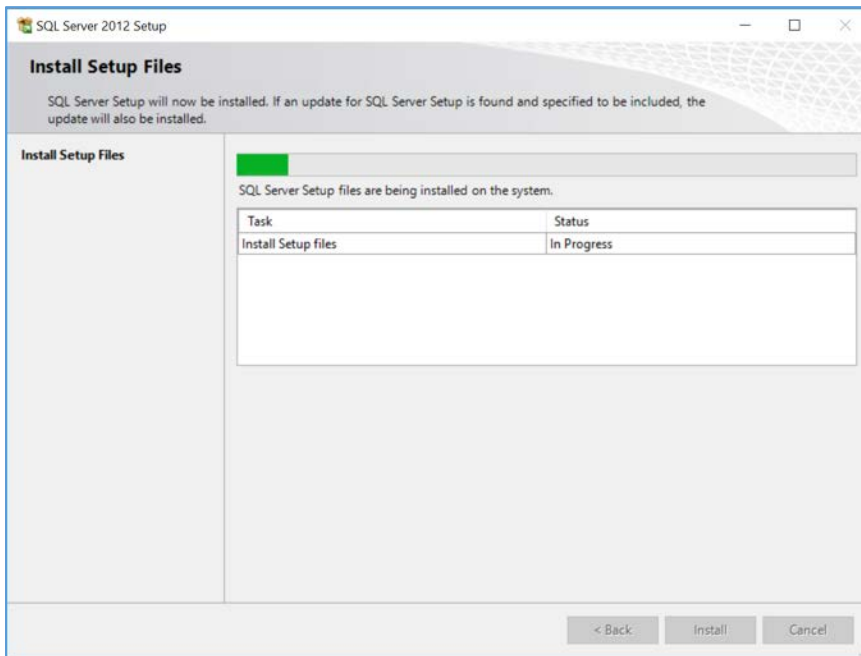 SQL Server 2012 Setup
Install Setup Files
SQL Server Setup will now be installed. If an update for SQL Server Setup is found and specified to be included, the
update will also be installed.
Install Setup Files
SQL Server Setup files are being installed on the system.
Task Status
Install Setup files In Progress
< Back Install Cancel